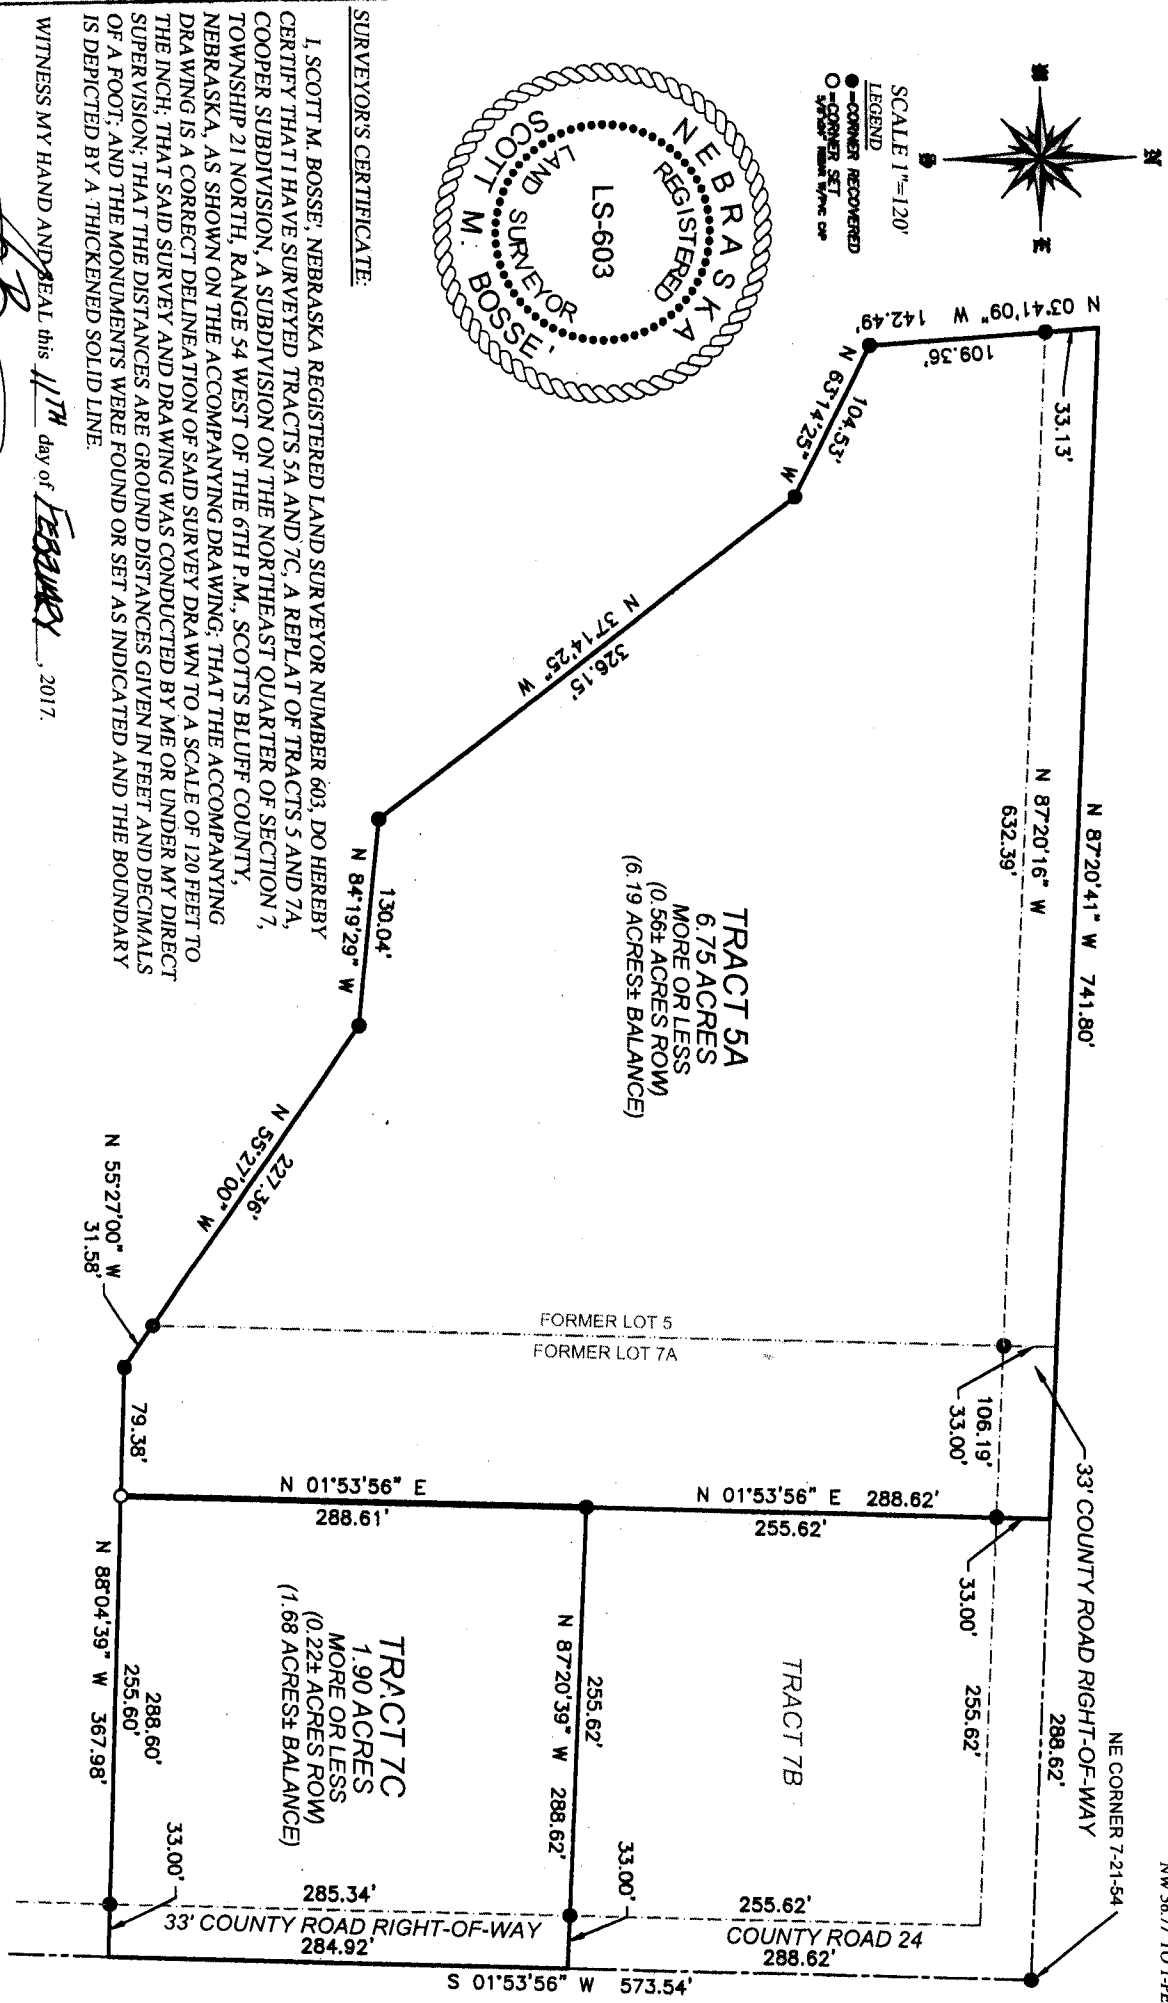 SCALE 1"=120'
LEGEND
●=CORNER RECOVERED
○=CORNER SET
NEBRASKA
REGISTERED
LS-603
LAND SURVEYOR
SCOTT M. BOSSE'
SURVEYOR'S CERTIFICATE:
I, SCOTT M. BOSSE', NEBRASKA REGISTERED LAND SURVEYOR NUMBER 603, DO HEREBY
CERTIFY THAT I HAVE SURVEYED TRACTS 5A AND 7C, A REPLAT OF TRACTS 5 AND 7A,
COOPER SUBDIVISION, A SUBDIVISION ON THE NORTHEAST QUARTER OF SECTION 7,
TOWNSHIP 21 NORTH, RANGE 54 WEST OF THE 6TH P.M., SCOTTS BLUFF COUNTY,
NEBRASKA, AS SHOWN ON THE ACCOMPANYING DRAWING; THAT THE ACCOMPANYING
DRAWING IS A CORRECT DELINEATION OF SAID SURVEY DRAWN TO A SCALE OF 120 FEET TO
THE INCH; THAT SAID SURVEY AND DRAWING WAS CONDUCTED BY ME OR UNDER MY DIRECT
SUPERVISION; THAT THE DISTANCES ARE GROUND DISTANCES GIVEN IN FEET AND DECIMALS
OF A FOOT; AND THE MONUMENTS WERE FOUND OR SET AS INDICATED AND THE BOUNDARY
IS DEPICTED BY A THICKENED SOLID LINE.
WITNESS MY HAND AND SEAL this 11TH day of FEBRUARY, 2017.
N 03°41'09" W 142.49'
109.36'
33.13'
104.53'
N 63°14'25" W
N 37°14'25" W
326.15'
130.04'
N 84°19'29" W
227.36'
N 55°27'00" W
N 55°27'00" W
31.58'
79.38'
N 87°20'41" W 741.80'
N 87°20'16" W
632.39'
TRACT 5A
6.75 ACRES
MORE OR LESS
(0.56± ACRES ROW)
(6.19 ACRES± BALANCE)
FORMER LOT 5
FORMER LOT 7A
106.19'
33.00'
33' COUNTY ROAD RIGHT-OF-WAY
NE CORNER 7-21-54
288.62'
33.00'
255.62'
N 01°53'56" E 288.62'
255.62'
N 01°53'56" E
288.61'
TRACT 7B
255.62'
N 87°20'39" W 288.62'
33.00'
255.62'
COUNTY ROAD 24
288.62'
TRACT 7C
1.90 ACRES
MORE OR LESS
(0.22± ACRES ROW)
(1.68 ACRES± BALANCE)
288.60'
255.60'
N 88°04'39" W 367.98'
33.00'
285.34'
33' COUNTY ROAD RIGHT-OF-WAY
284.92'
S 01°53'56" W 573.54'